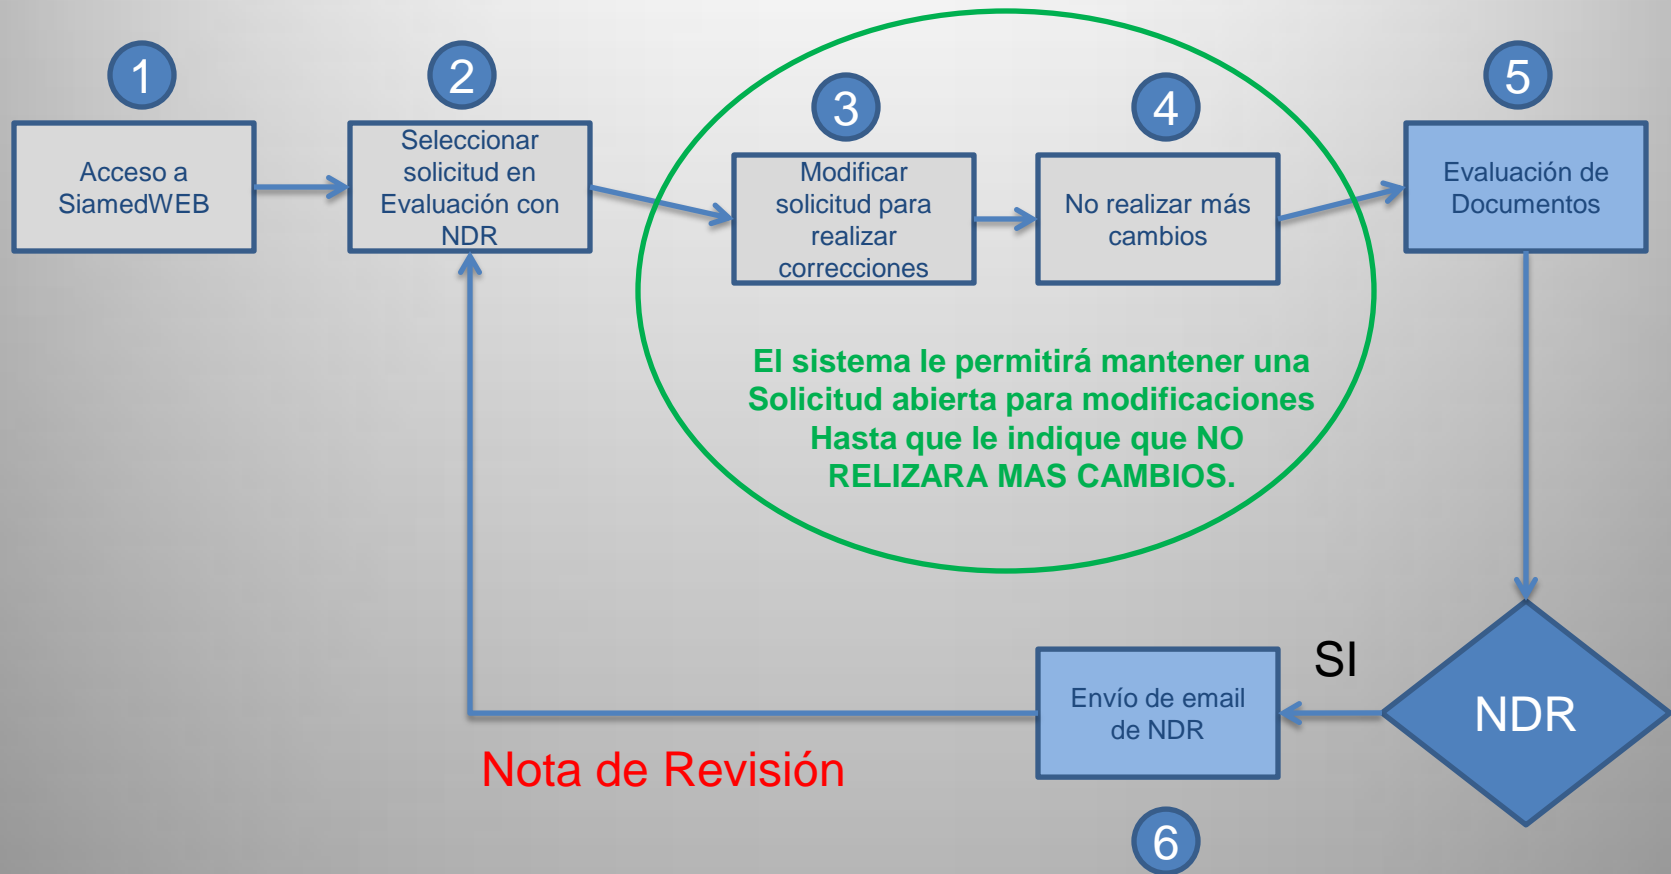 1
Acceso a
SiamedWEB
2
Seleccionar
solicitud en
Evaluación con
NDR
3
Modificar
solicitud para
realizar
correcciones
4
No realizar más
cambios
5
Evaluación de
Documentos
El sistema le permitirá mantener una
Solicitud abierta para modificaciones
Hasta que le indique que NO
RELIZARA MAS CAMBIOS.
NDR
SI
Envío de email
de NDR
6
Nota de Revisión